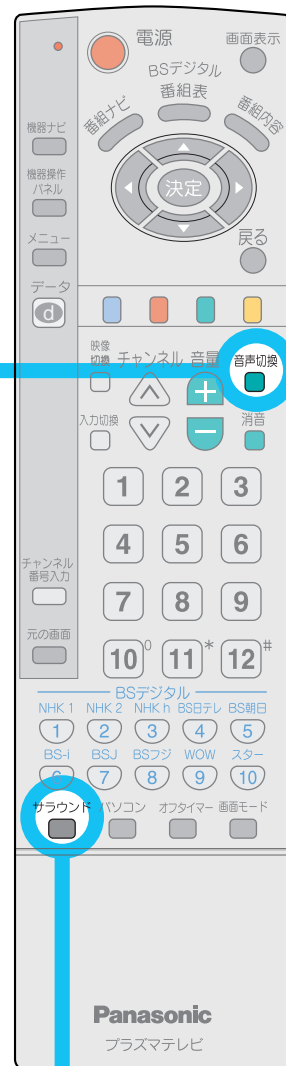 電源
画面表示
BSデジタル
番組ナビ
番組表
番組内容
機器ナビ
機器操作
パネル
決定
メニュー
戻る
データ
d
映像
切換
チャンネル
音量
音声切換
入力切換
消音
1 2 3
4 5 6
7 8 9
10 0 11 * 12 #
チャンネル
番号入力
元の画面
BSデジタル
NHK 1 NHK 2 NHK h BS日テレ BS朝日
1 2 3 4 5
BS-i BSJ BSフジ WOW スター
6 7 8 9 10
サラウンド パソコン オフタイマー 画面モード
Panasonic
プラズマテレビ